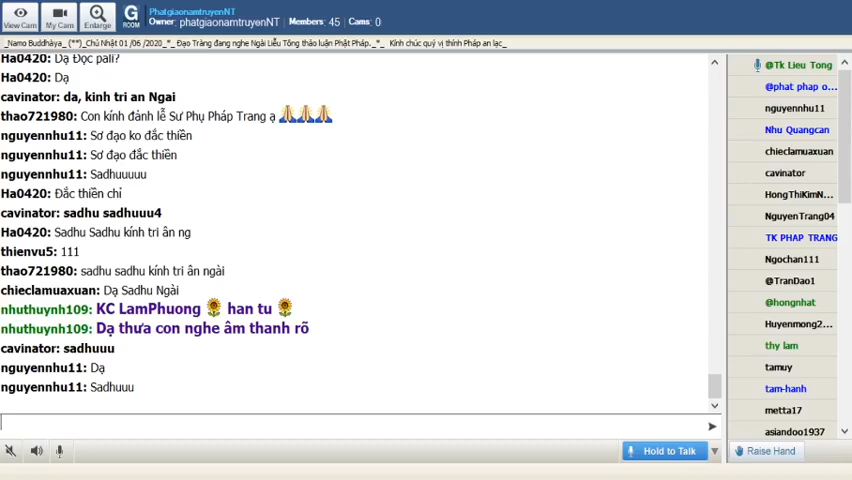 View Cam
My Cam
Enlarge
G ROOM
PhatgiaonamtruyenNT
Owner: phatgiaonamtruyenNT Members: 45 Cams: 0
_Namo Buddhàya_ (**)_Chủ Nhật 01 /06 /2020_*_ Đạo Tràng đang nghe Ngài Liễu Tông thảo luận Phật Pháp._*_ Kính chúc quý vị thính Pháp an lạc_
Ha0420: Dạ Đọc pali?
Ha0420: Dạ
cavinator: da, kinh tri an Ngai
thao721980: Con kính đảnh lễ Sư Phụ Pháp Trang ạ 🙏🙏🙏
nguyennhu11: Sơ đạo ko đắc thiền
nguyennhu11: Sơ đạo đắc thiền
nguyennhu11: Sadhuuuuu
Ha0420: Đắc thiền chỉ
cavinator: sadhu sadhuuu4
Ha0420: Sadhu Sadhu kính tri ân ng
thienvu5: 111
thao721980: sadhu sadhu kính tri ân ngài
chieclamuaxuan: Dạ Sadhu Ngài
nhuthuynh109: KC LamPhuong 🌻 han tu 🌻
nhuthuynh109: Dạ thưa con nghe âm thanh rõ
cavinator: sadhuuu
nguyennhu11: Dạ
nguyennhu11: Sadhuuu
@Tk Lieu Tong
@phat phap o...
nguyennhu11
Nhu Quangcan
chieclamuaxuan
cavinator
HongThiKimN...
NguyenTrang04
TK PHAP TRANG
Ngochan111
@TranDao1
@hongnhat
Huyenmong2...
thy lam
tamuy
tam-hanh
metta17
asiandoo1937
Hold to Talk
Raise Hand